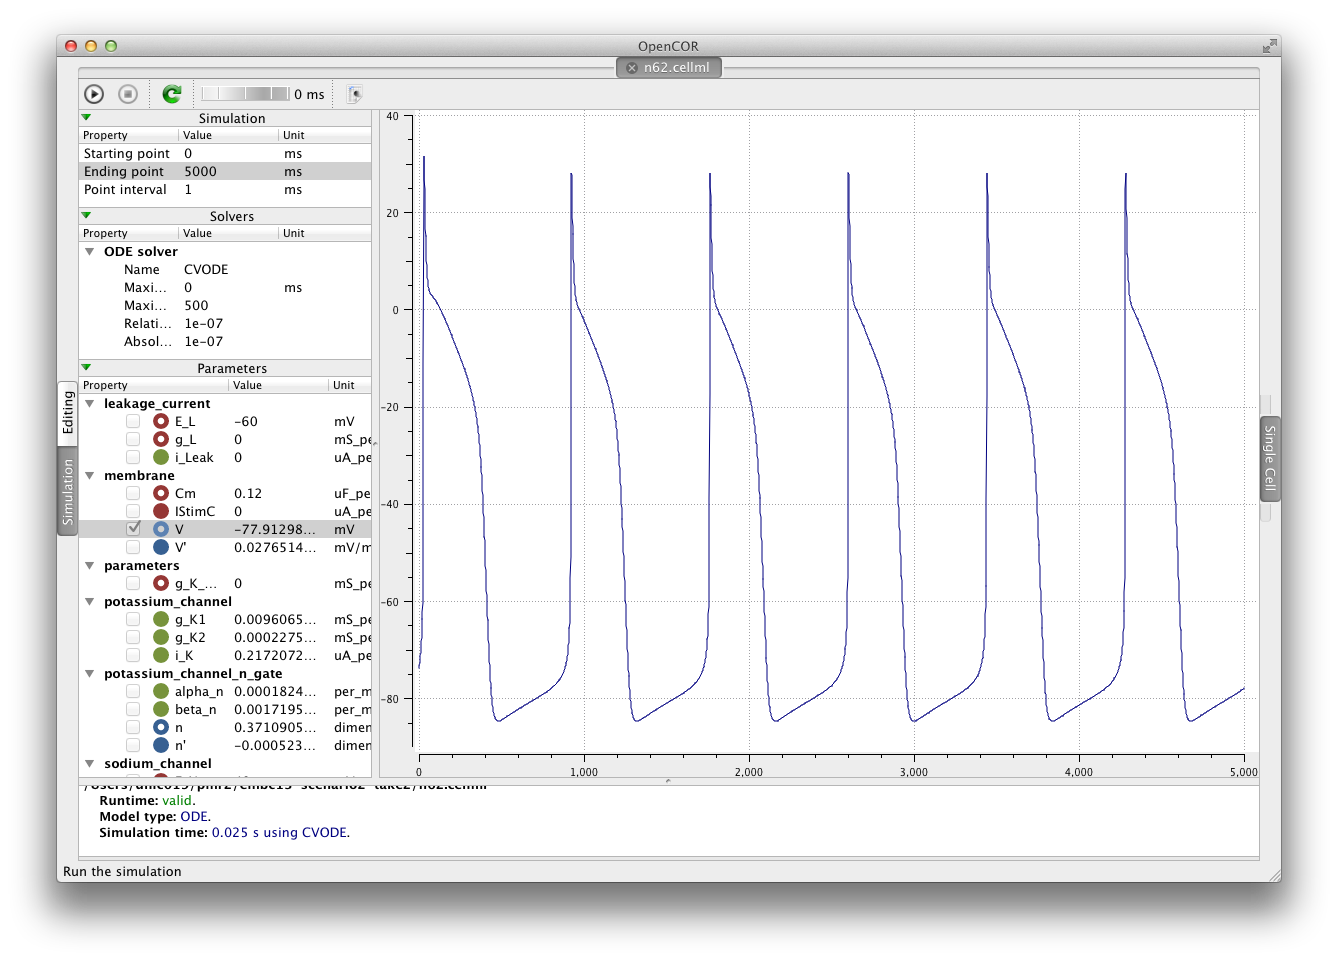 OpenCOR
n62.cellml
0 ms
Simulation
Property Value Unit
Starting point 0 ms
Ending point 5000 ms
Point interval 1 ms
Solvers
Property Value Unit
ODE solver
Name CVODE
Maxi... 0 ms
Maxi... 500
Relati... 1e-07
Absol... 1e-07
Parameters
Property Value Unit
leakage_current
E_L -60 mV
g_L 0 mS_pe
i_Leak 0 uA_pe
membrane
Cm 0.12 uF_pe
IStimC 0 uA_pe
V -77.91298... mV
V' 0.0276514... mV/m
parameters
g_K_... 0 mS_pe
potassium_channel
g_K1 0.0096065... mS_pe
g_K2 0.0002275... mS_pe
i_K 0.2172072... uA_pe
potassium_channel_n_gate
alpha_n 0.0001824... per_m
beta_n 0.0017195... per_m
n 0.3710905... dimen
n' -0.000523... dimen
sodium_channel
Editing
Simulation
40
20
0
-20
-40
-60
-80
0 1,000 2,000 3,000 4,000 5,000
Single Cell
Runtime: valid.
Model type: ODE.
Simulation time: 0.025 s using CVODE.
Run the simulation